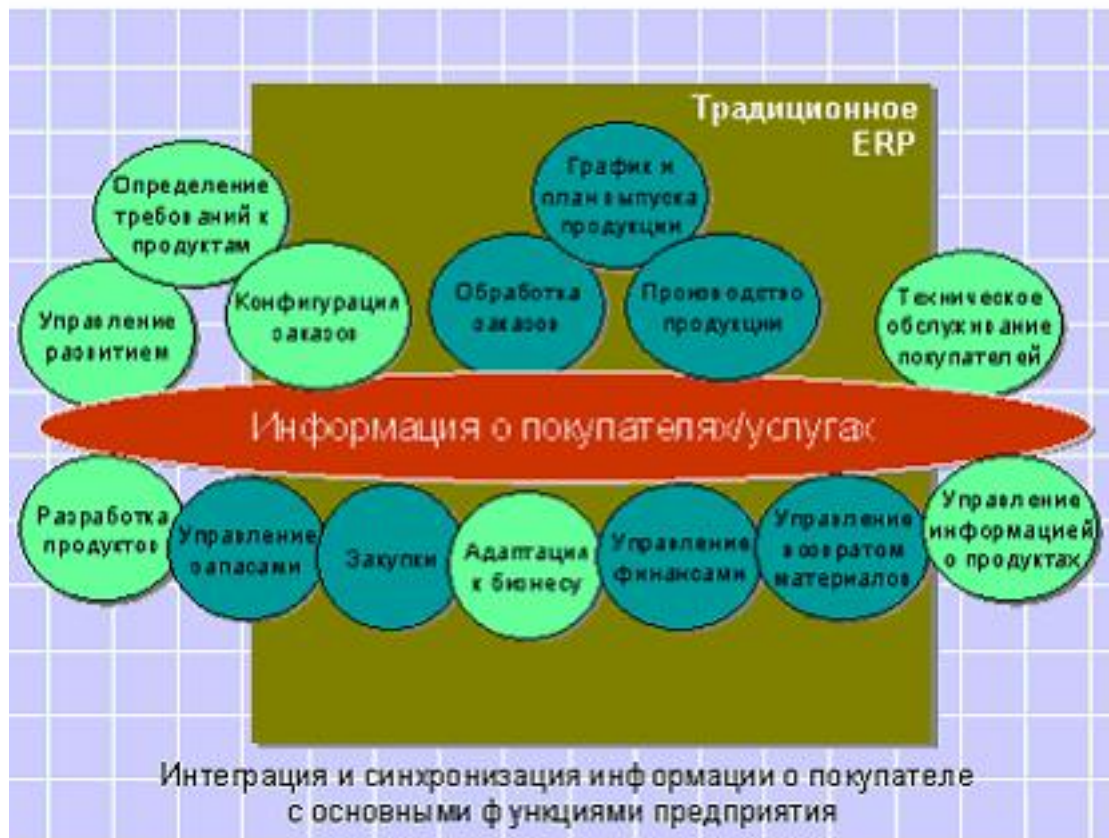 Традиционное
ERP
График и
план выпуска
продукции
Определение
требований к
продуктам
Управление
развитием
Конфигурация
заказов
Обработка
заказов
Производство
продукции
Техническое
обслуживание
покупателей
Информация о покупателях/услугах
Разработка
продуктов
Управление
запасами
Закупки
Адаптация
к бизнесу
Управление
финансами
Управление
возвратом
материалов
Управление
информацией
о продуктах
Интеграция и синхронизация информации о покупателе
с основными функциями предприятия